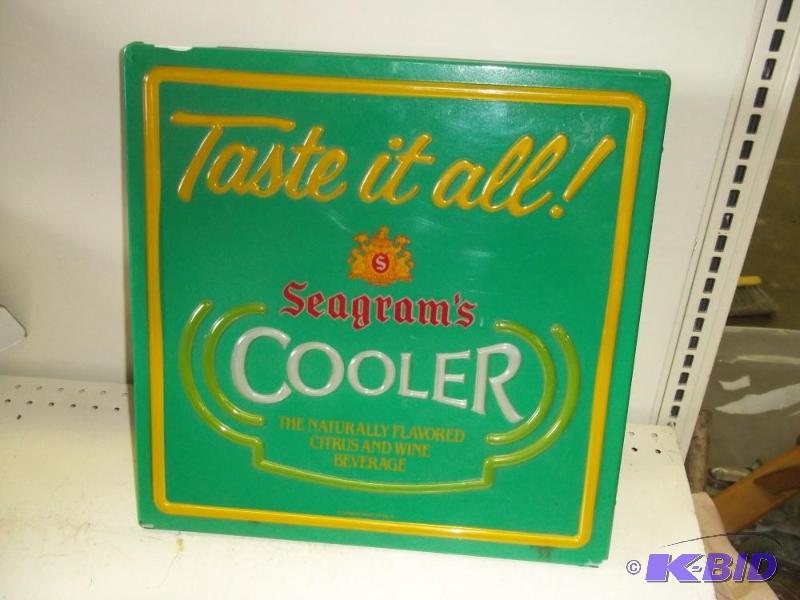 Taste it all!
S
Seagram's
COOLER
THE NATURALLY FLAVORED
CITRUS AND WINE
BEVERAGE
© K-BID